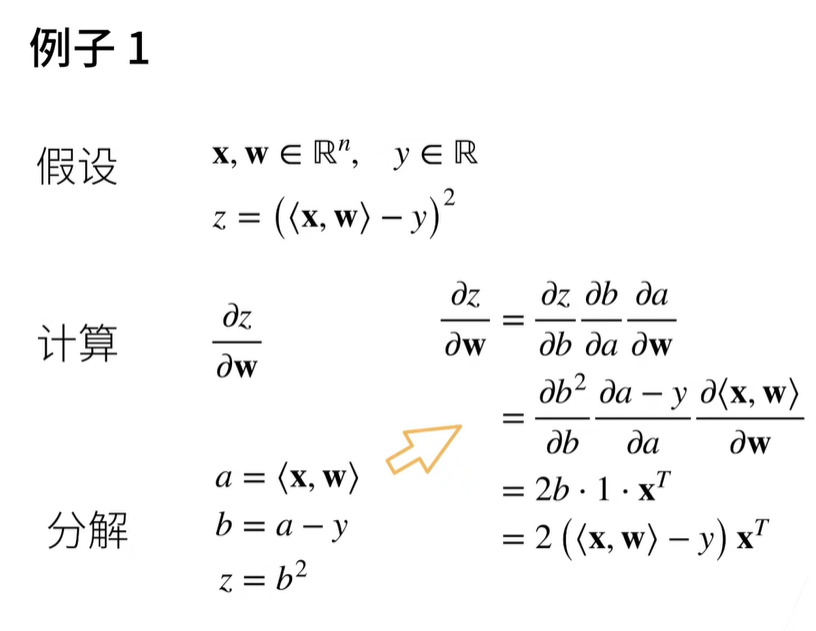 例子 1
假设
x, w ∈ ℝⁿ, y ∈ ℝ
z = (⟨x, w⟩ − y)²
计算
∂z/∂w
分解
a = ⟨x, w⟩
b = a − y
z = b²
∂z/∂w = ∂z/∂b ∂b/∂a ∂a/∂w
= ∂b²/∂b ∂a − y/∂a ∂⟨x, w⟩/∂w
= 2b · 1 · xᵀ
= 2 (⟨x, w⟩ − y) xᵀ